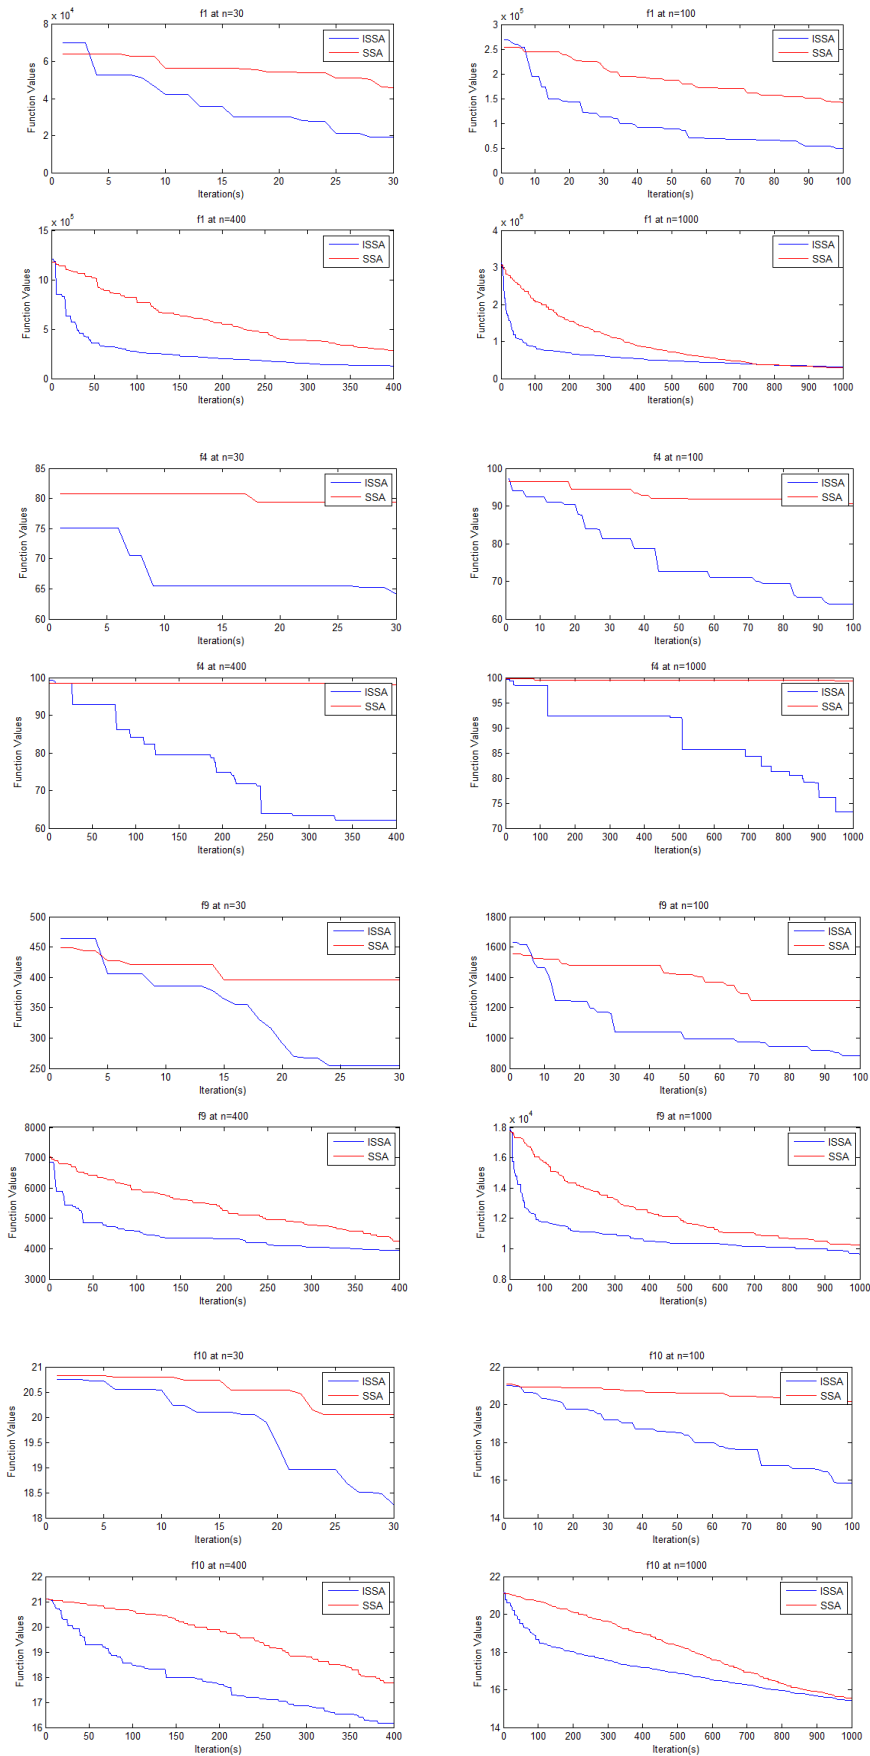 f1 at n=30
x 10^4
Function Values
8
6
4
2
0
ISSA
SSA
0 5 10 15 20 25 30
Iteration(s)
f1 at n=100
x 10^5
Function Values
3
2.5
2
1.5
1
0.5
0
ISSA
SSA
0 10 20 30 40 50 60 70 80 90 100
Iteration(s)
f1 at n=400
x 10^5
Function Values
15
10
5
0
ISSA
SSA
0 50 100 150 200 250 300 350 400
Iteration(s)
f1 at n=1000
x 10^6
Function Values
4
3
2
1
0
ISSA
SSA
0 100 200 300 400 500 600 700 800 900 1000
Iteration(s)
f4 at n=30
Function Values
85
80
75
70
65
60
ISSA
SSA
0 5 10 15 20 25 30
Iteration(s)
f4 at n=100
Function Values
100
90
80
70
60
ISSA
SSA
0 10 20 30 40 50 60 70 80 90 100
Iteration(s)
f4 at n=400
Function Values
100
90
80
70
60
ISSA
SSA
0 50 100 150 200 250 300 350 400
Iteration(s)
f4 at n=1000
Function Values
100
95
90
85
80
75
70
ISSA
SSA
0 100 200 300 400 500 600 700 800 900 1000
Iteration(s)
f9 at n=30
Function Values
500
450
400
350
300
250
ISSA
SSA
0 5 10 15 20 25 30
Iteration(s)
f9 at n=100
Function Values
1800
1600
1400
1200
1000
800
ISSA
SSA
0 10 20 30 40 50 60 70 80 90 100
Iteration(s)
f9 at n=400
Function Values
8000
7000
6000
5000
4000
3000
ISSA
SSA
0 50 100 150 200 250 300 350 400
Iteration(s)
f9 at n=1000
x 10^4
Function Values
1.8
1.6
1.4
1.2
1
0.8
ISSA
SSA
0 100 200 300 400 500 600 700 800 900 1000
Iteration(s)
f10 at n=30
Function Values
21
20.5
20
19.5
19
18.5
18
ISSA
SSA
0 5 10 15 20 25 30
Iteration(s)
f10 at n=100
Function Values
22
20
18
16
14
ISSA
SSA
0 10 20 30 40 50 60 70 80 90 100
Iteration(s)
f10 at n=400
Function Values
22
21
20
19
18
17
16
ISSA
SSA
0 50 100 150 200 250 300 350 400
Iteration(s)
f10 at n=1000
Function Values
22
20
18
16
14
ISSA
SSA
0 100 200 300 400 500 600 700 800 900 1000
Iteration(s)